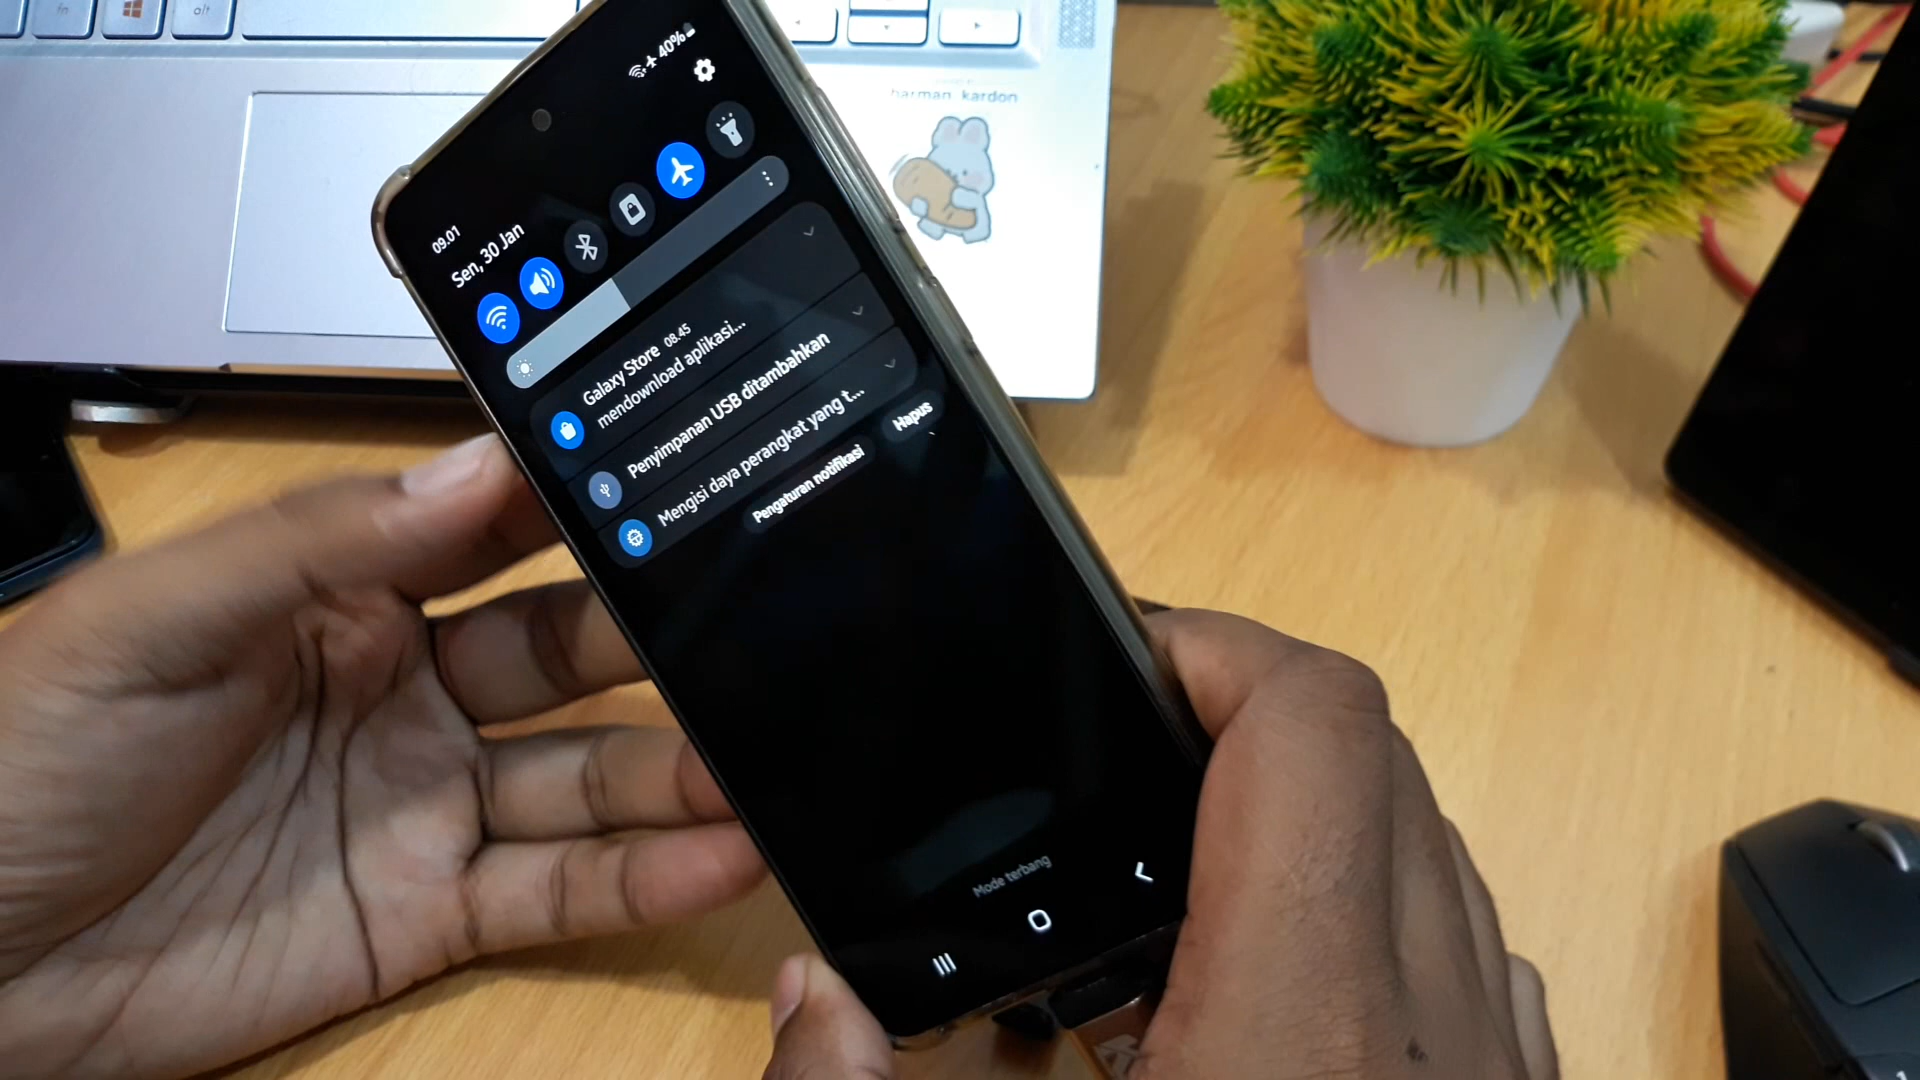 fn
alt
harman kardon
40%
09.01
Sen, 30 Jan
Galaxy Store 08.45
mendownload aplikasi...
Penyimpanan USB ditambahkan
Mengisi daya perangkat yang t...
Pengaturan notifikasi
Hapus
Mode terbang